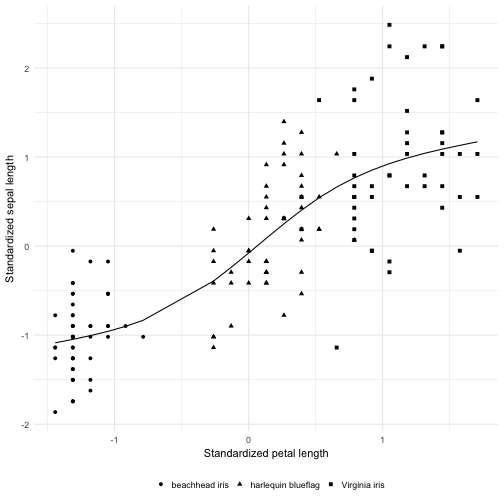 Standardized sepal length
2
1
0
-1
-2
-1
0
1
Standardized petal length
beachhead iris harlequin blueflag Virginia iris